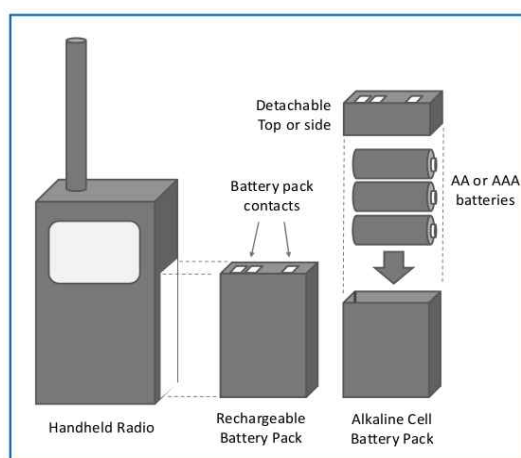 Detachable
Top or side
Battery pack
contacts
AA or AAA
batteries
Handheld Radio
Rechargeable
Battery Pack
Alkaline Cell
Battery Pack